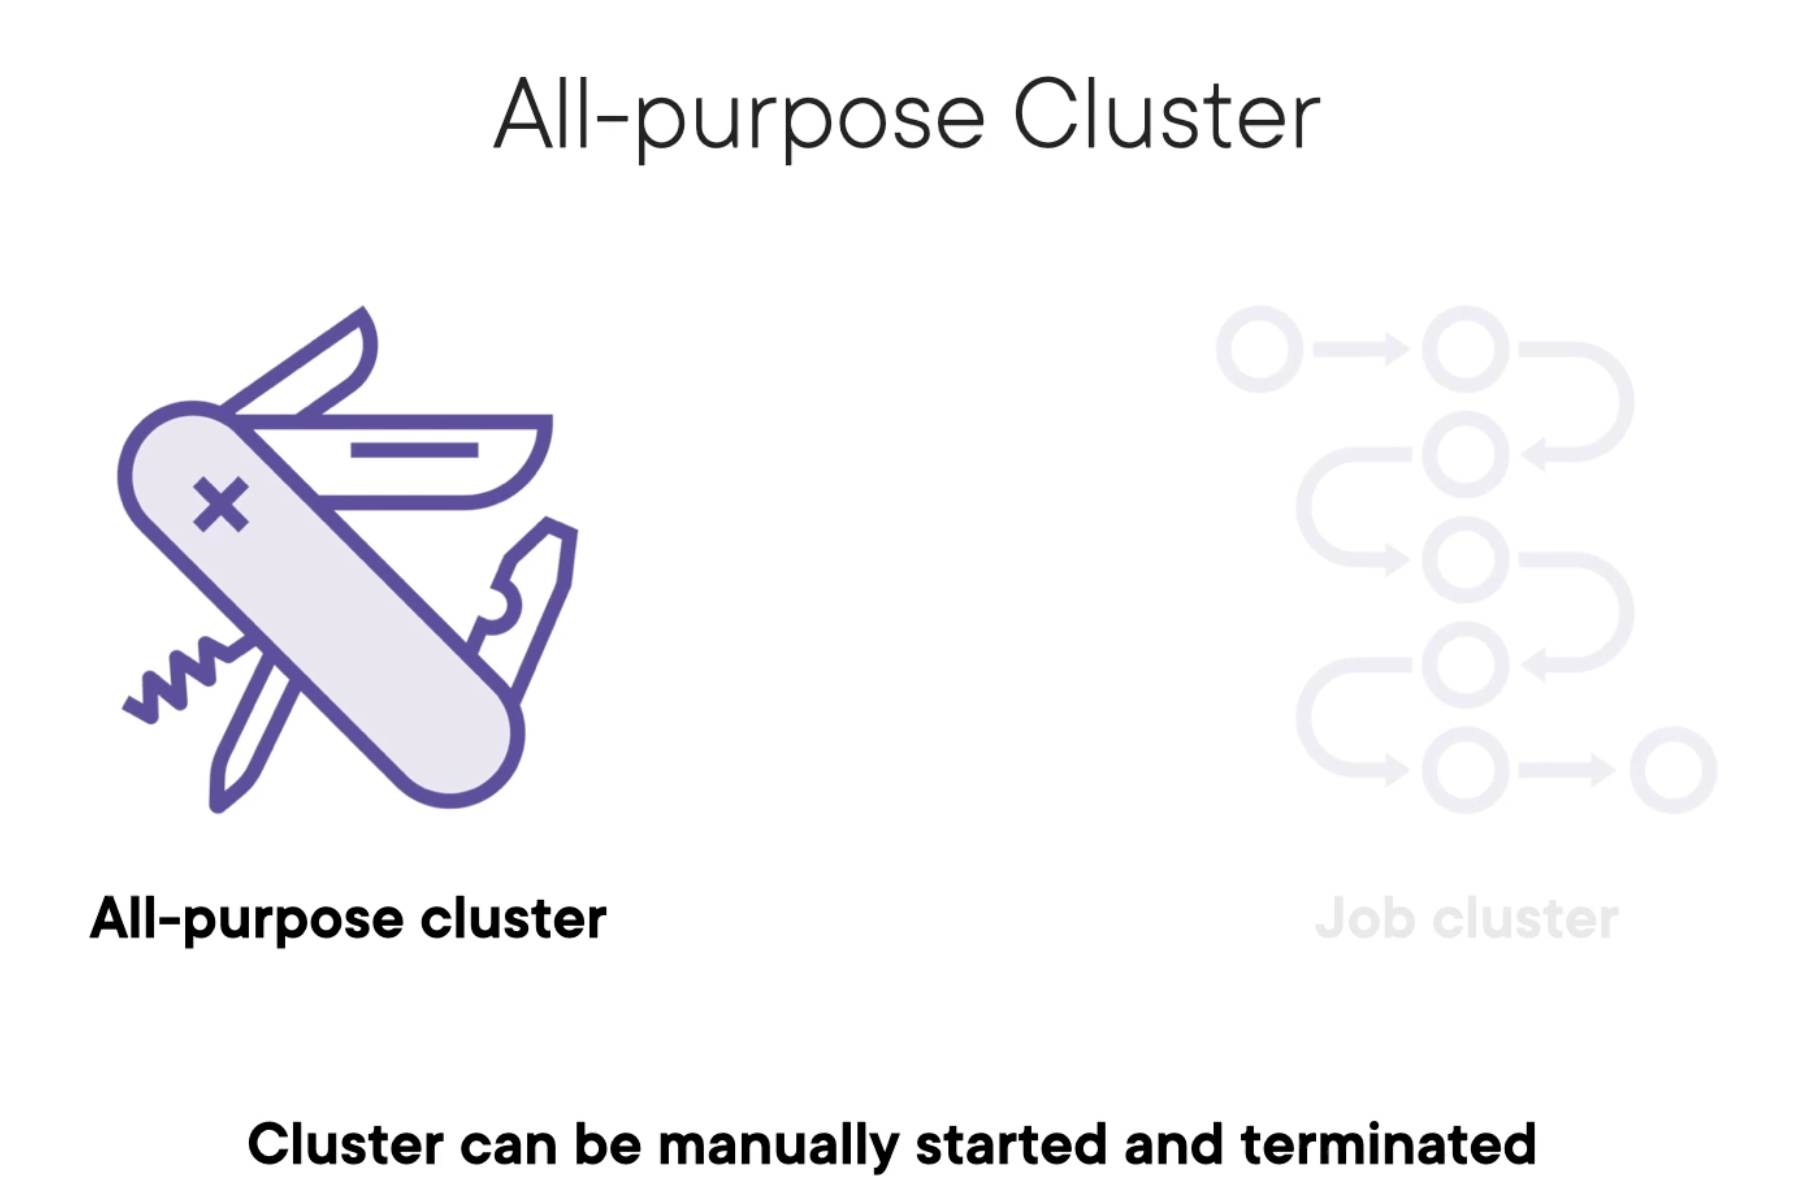 All-purpose Cluster
All-purpose cluster
Job cluster
Cluster can be manually started and terminated